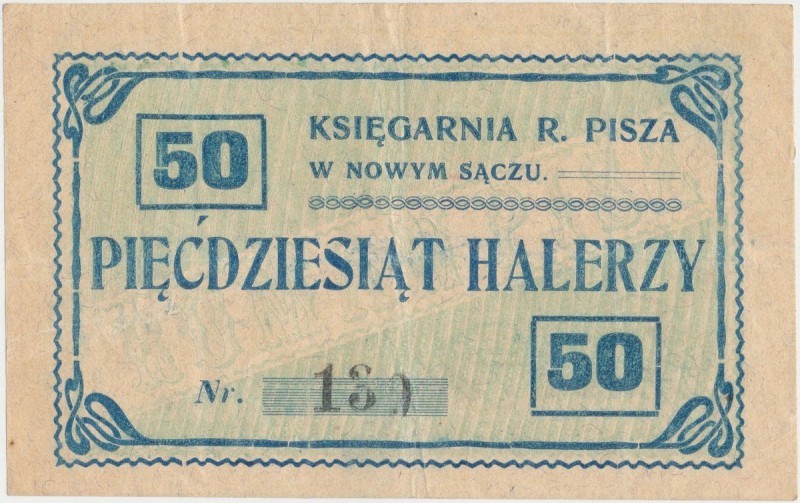 50
KSIĘGARNIA R. PISZA
W NOWYM SĄCZU.
PIĘĆDZIESIĄT HALERZY
Nr.
50